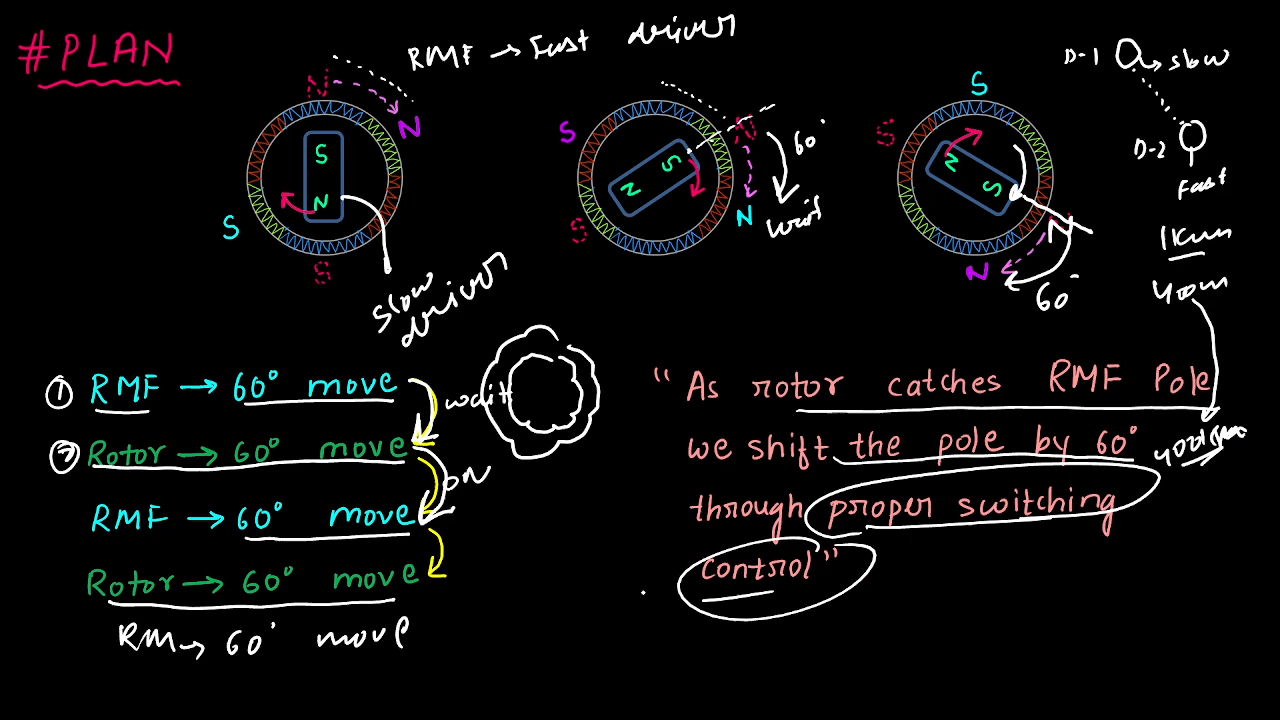 #PLAN
RMF → Fast driver
D-1 → slow
D-2
Fast
1Km
400m
N
N
S
N
S
S
slow driver
S
N
N
S
N
S
60°
wait
S
S
N
S
N
N
60°
① RMF → 60° move
wait
② Rotor → 60° move
on
RMF → 60° move
Rotor → 60° move
RM → 60° move
"As rotor catches RMF Pole
we shift the pole by 60°
through proper switching
control"